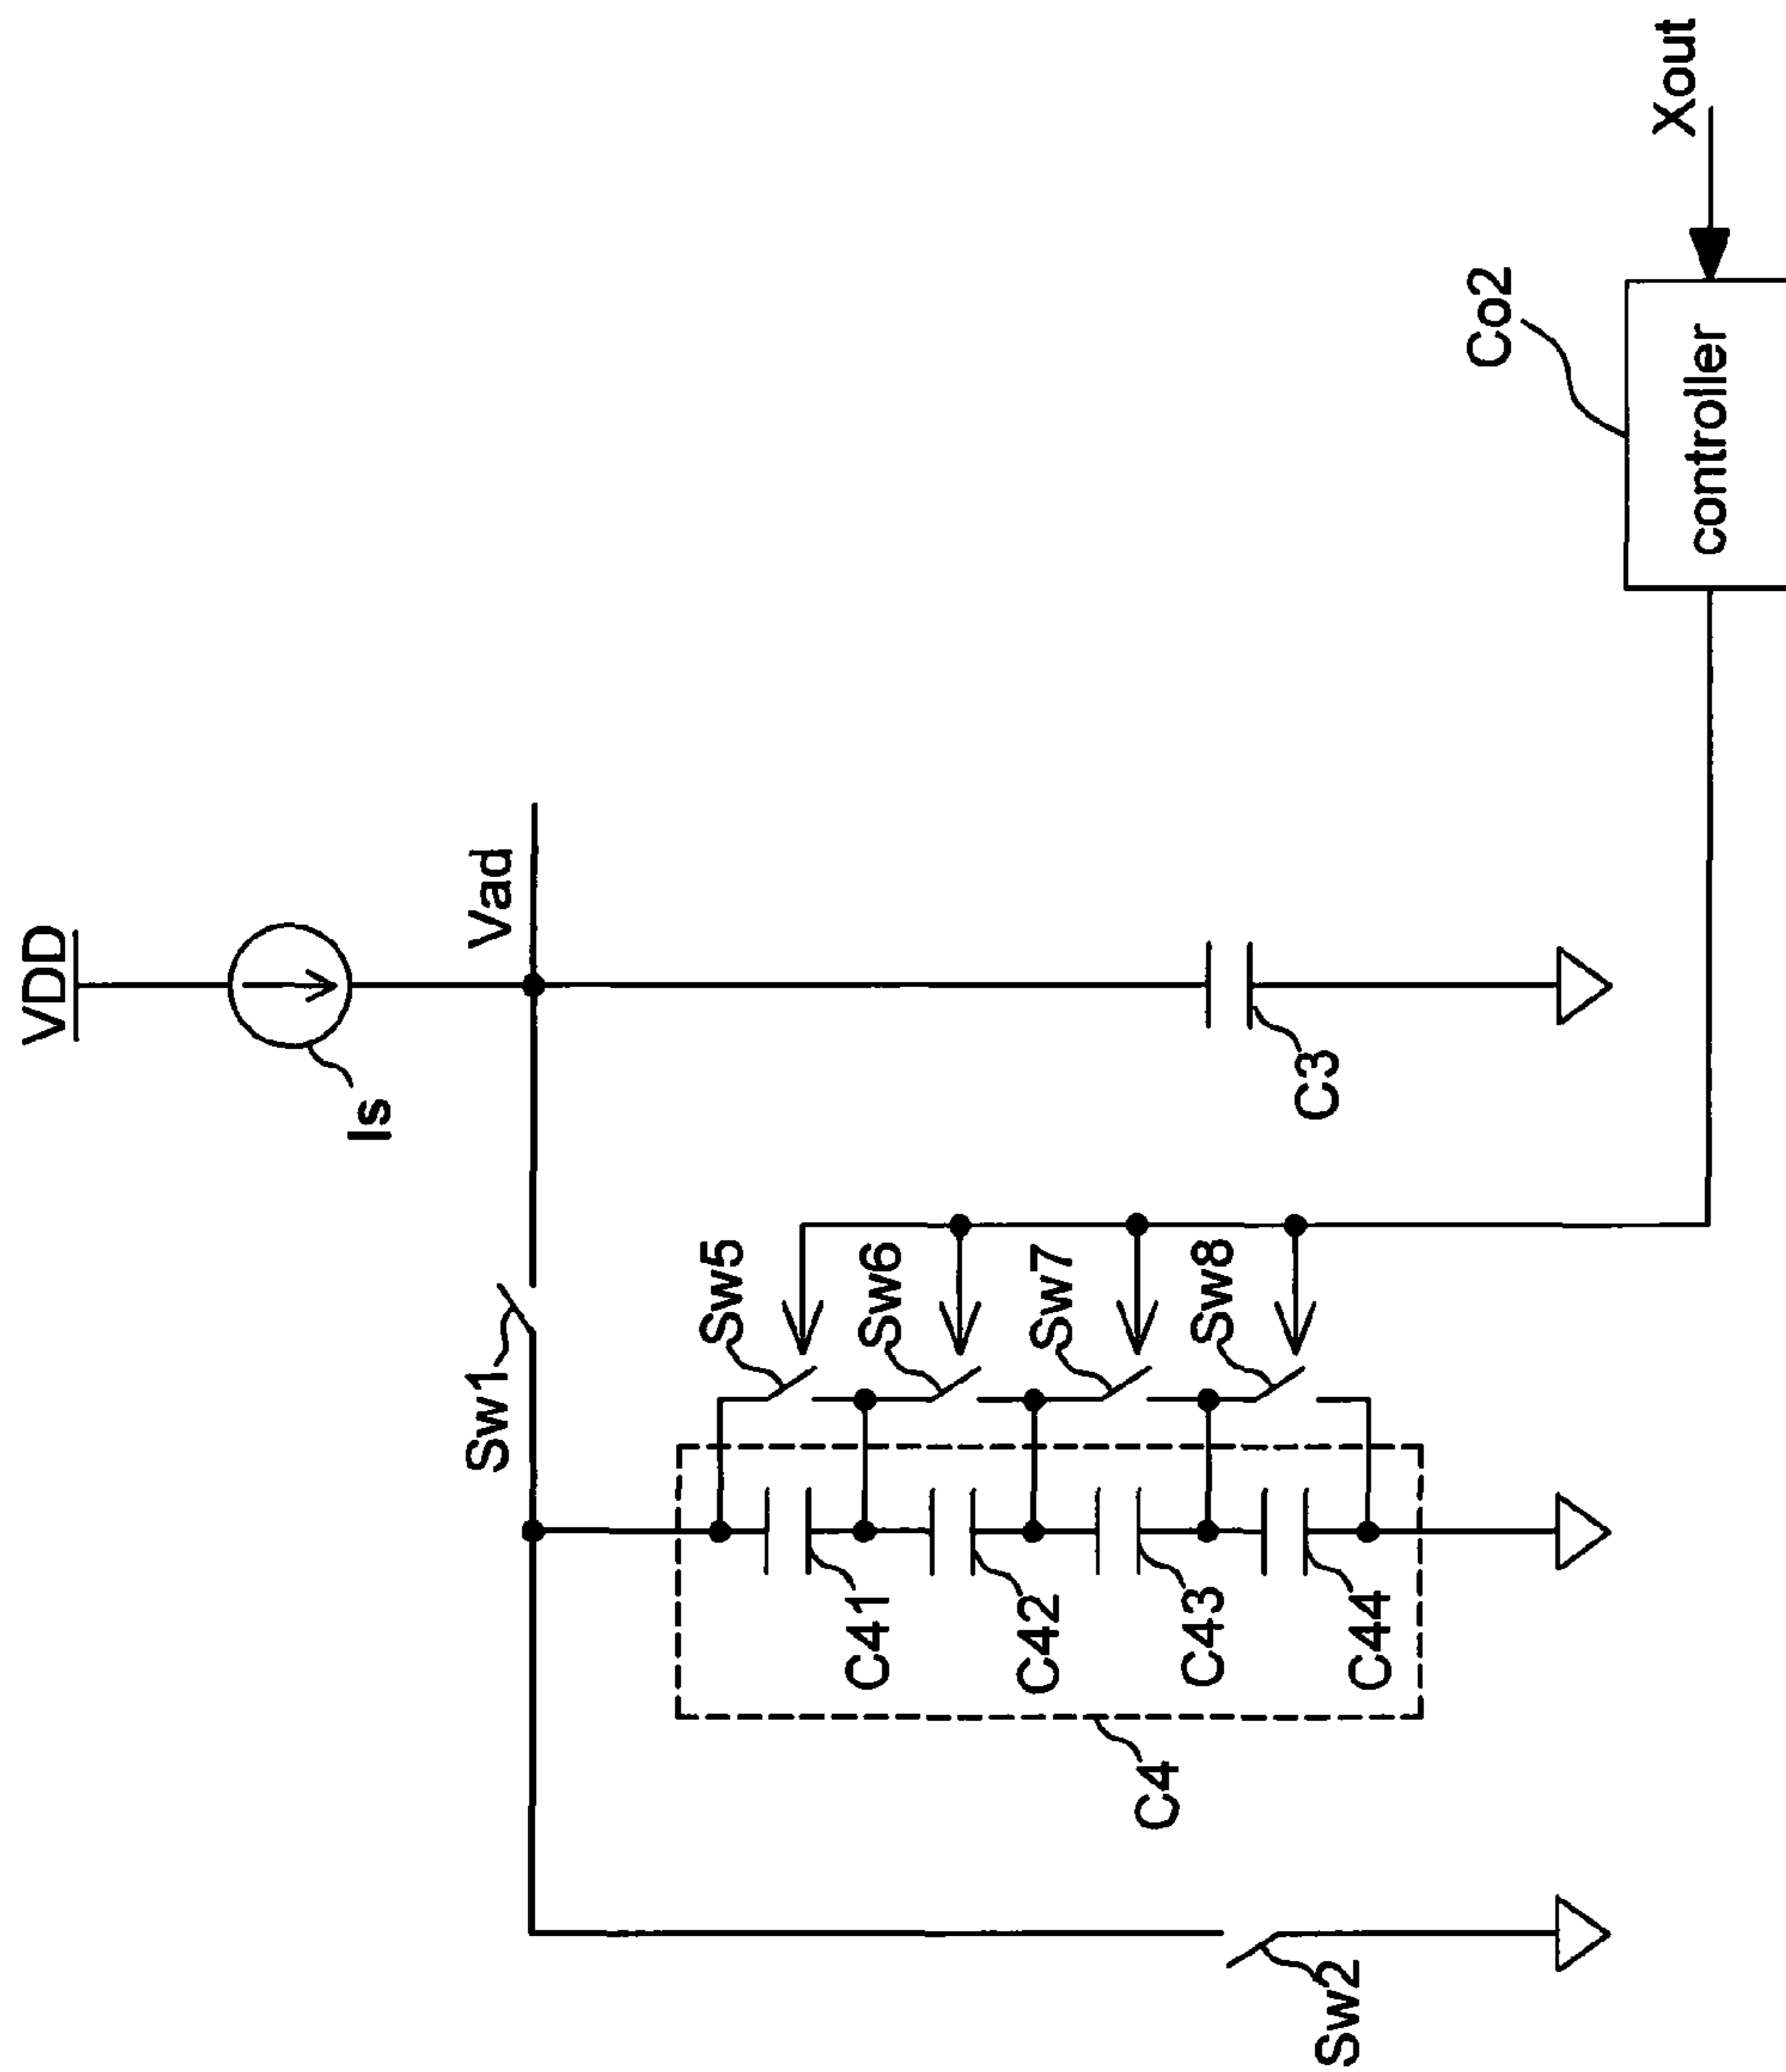 VDD
Is
Vad
Sw1
Sw5
Sw6
Sw7
Sw8
C41
C42
C43
C44
C4
C3
Sw2
Co2
controller
Xout